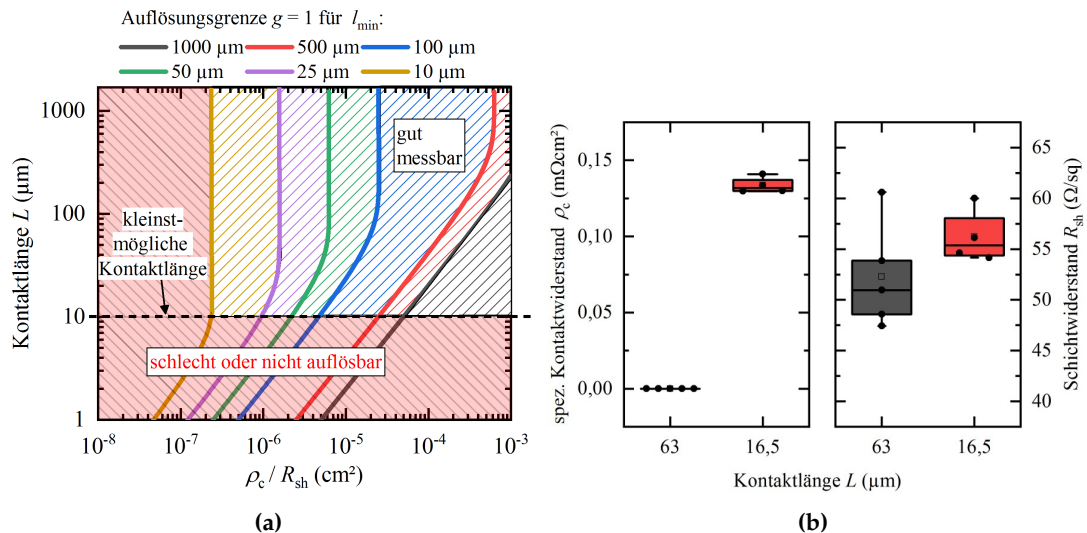 Auflösungsgrenze g = 1 für l_min:
1000 µm 500 µm 100 µm
50 µm 25 µm 10 µm
Kontaktlänge L (µm)
1000
100
10
1
gut
messbar
kleinst-
mögliche
Kontaktlänge
schlecht oder nicht auflösbar
10⁻⁸ 10⁻⁷ 10⁻⁶ 10⁻⁵ 10⁻⁴ 10⁻³
ρc / Rsh (cm²)
(a)
spez. Kontaktwiderstand ρc (mΩcm²)
0,15
0,10
0,05
0,00
63 16,5 63 16,5
65
60
55
50
45
40
Schichtwiderstand Rsh (Ω/sq)
Kontaktlänge L (µm)
(b)